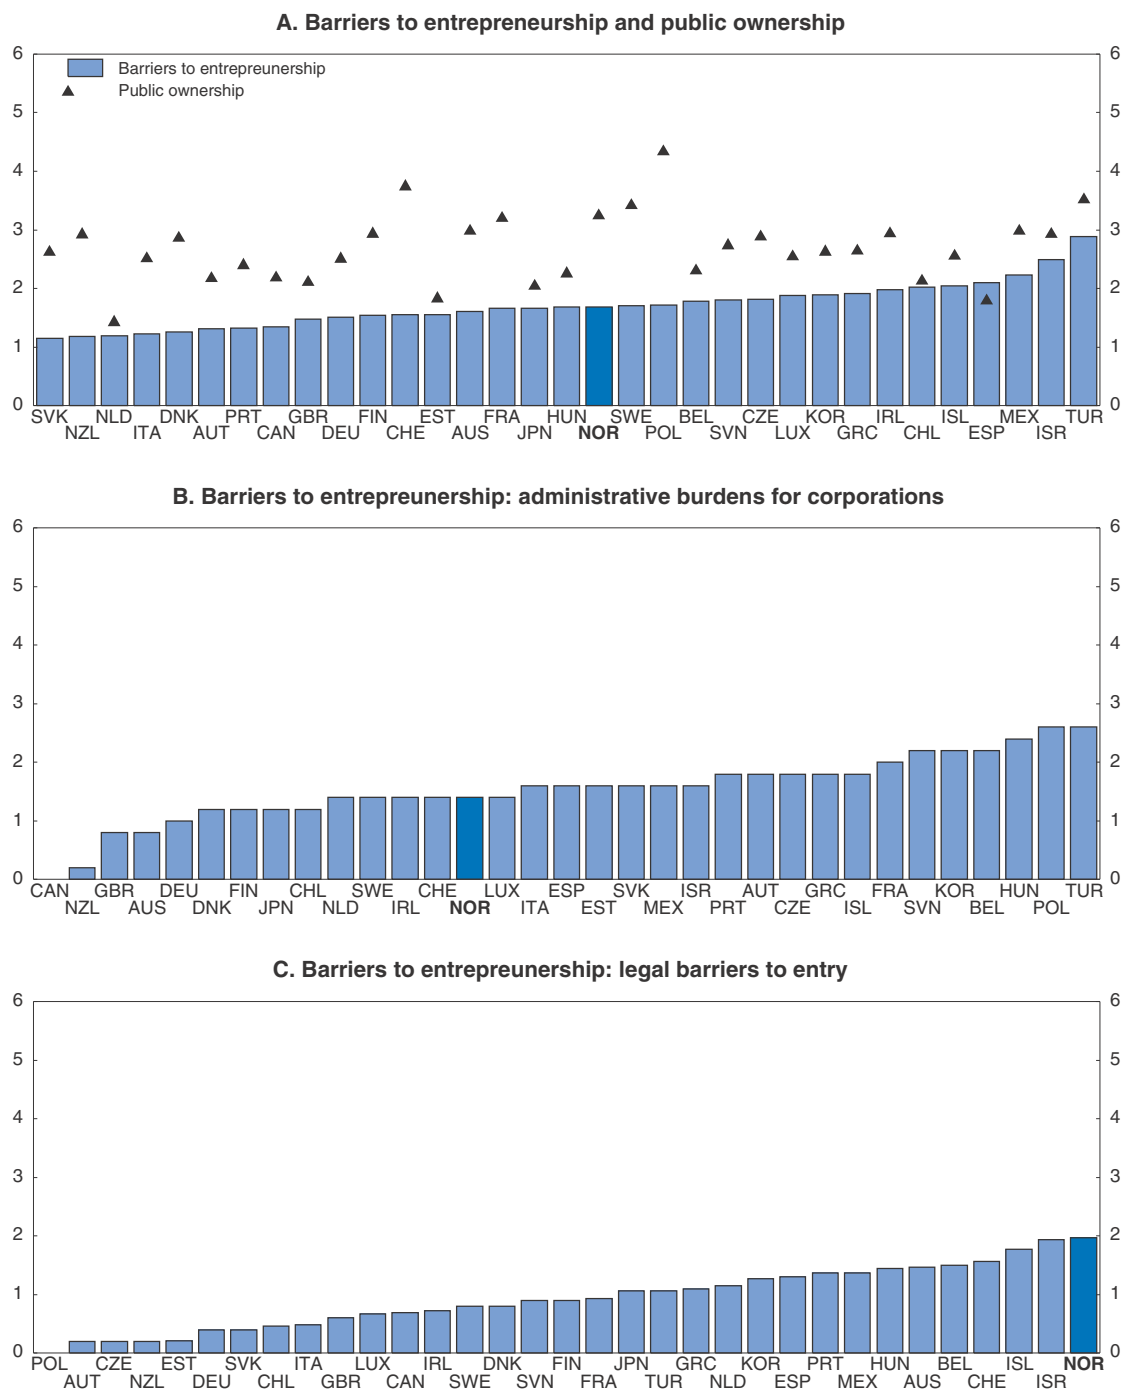 A. Barriers to entrepreneurship and public ownership
6 6
Barriers to entrepreunership
Public ownership
5 5
4 4
3 3
2 2
1 1
0 0
SVK NLD DNK PRT GBR FIN EST FRA HUN SWE BEL CZE KOR IRL ISL MEX TUR
NZL ITA AUT CAN DEU CHE AUS JPN NOR POL SVN LUX GRC CHL ESP ISR
B. Barriers to entrepreunership: administrative burdens for corporations
6 6
5 5
4 4
3 3
2 2
1 1
0 0
CAN GBR DEU FIN CHL SWE CHE LUX ESP SVK ISR AUT GRC FRA KOR HUN TUR
NZL AUS DNK JPN NLD IRL NOR ITA EST MEX PRT CZE ISL SVN BEL POL
C. Barriers to entrepreunership: legal barriers to entry
6 6
5 5
4 4
3 3
2 2
1 1
0 0
POL CZE EST SVK ITA LUX IRL DNK FIN JPN GRC KOR PRT HUN BEL ISL NOR
AUT NZL DEU CHL GBR CAN SWE SVN FRA TUR NLD ESP MEX AUS CHE ISR